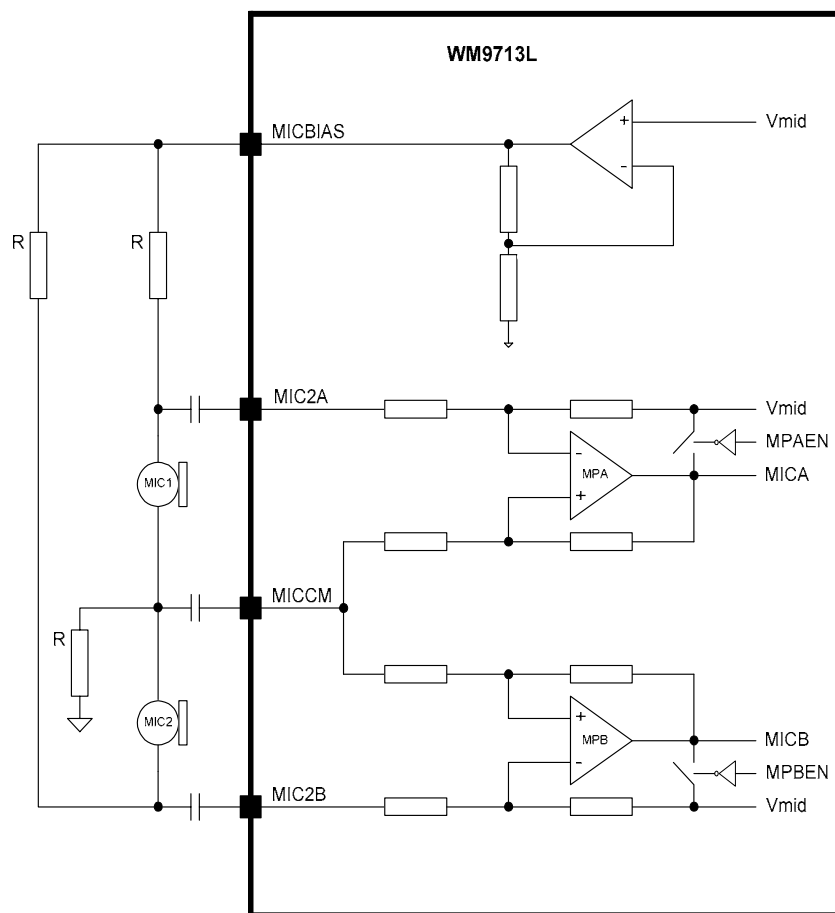 WM9713L
MICBIAS
+
Vmid
-
R
R
MIC2A
Vmid
MPAEN
-
MPA
MICA
+
MIC1
MICCM
R
+
MIC2
MPB
MICB
-
MPBEN
MIC2B
Vmid